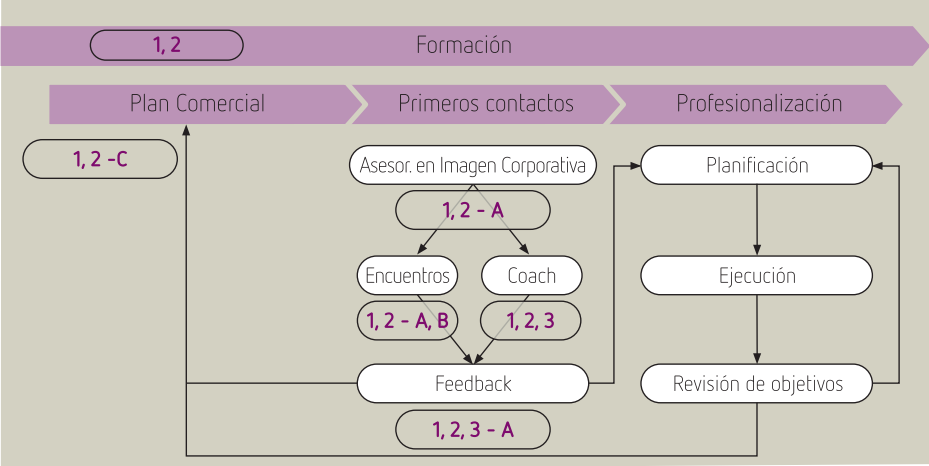 1, 2
Formación
Plan Comercial
Primeros contactos
Profesionalización
1, 2 -C
Asesor. en Imagen Corporativa
Planificación
1, 2 - A
Encuentros
Coach
Ejecución
1, 2 - A, B
1, 2, 3
Feedback
Revisión de objetivos
1, 2, 3 - A